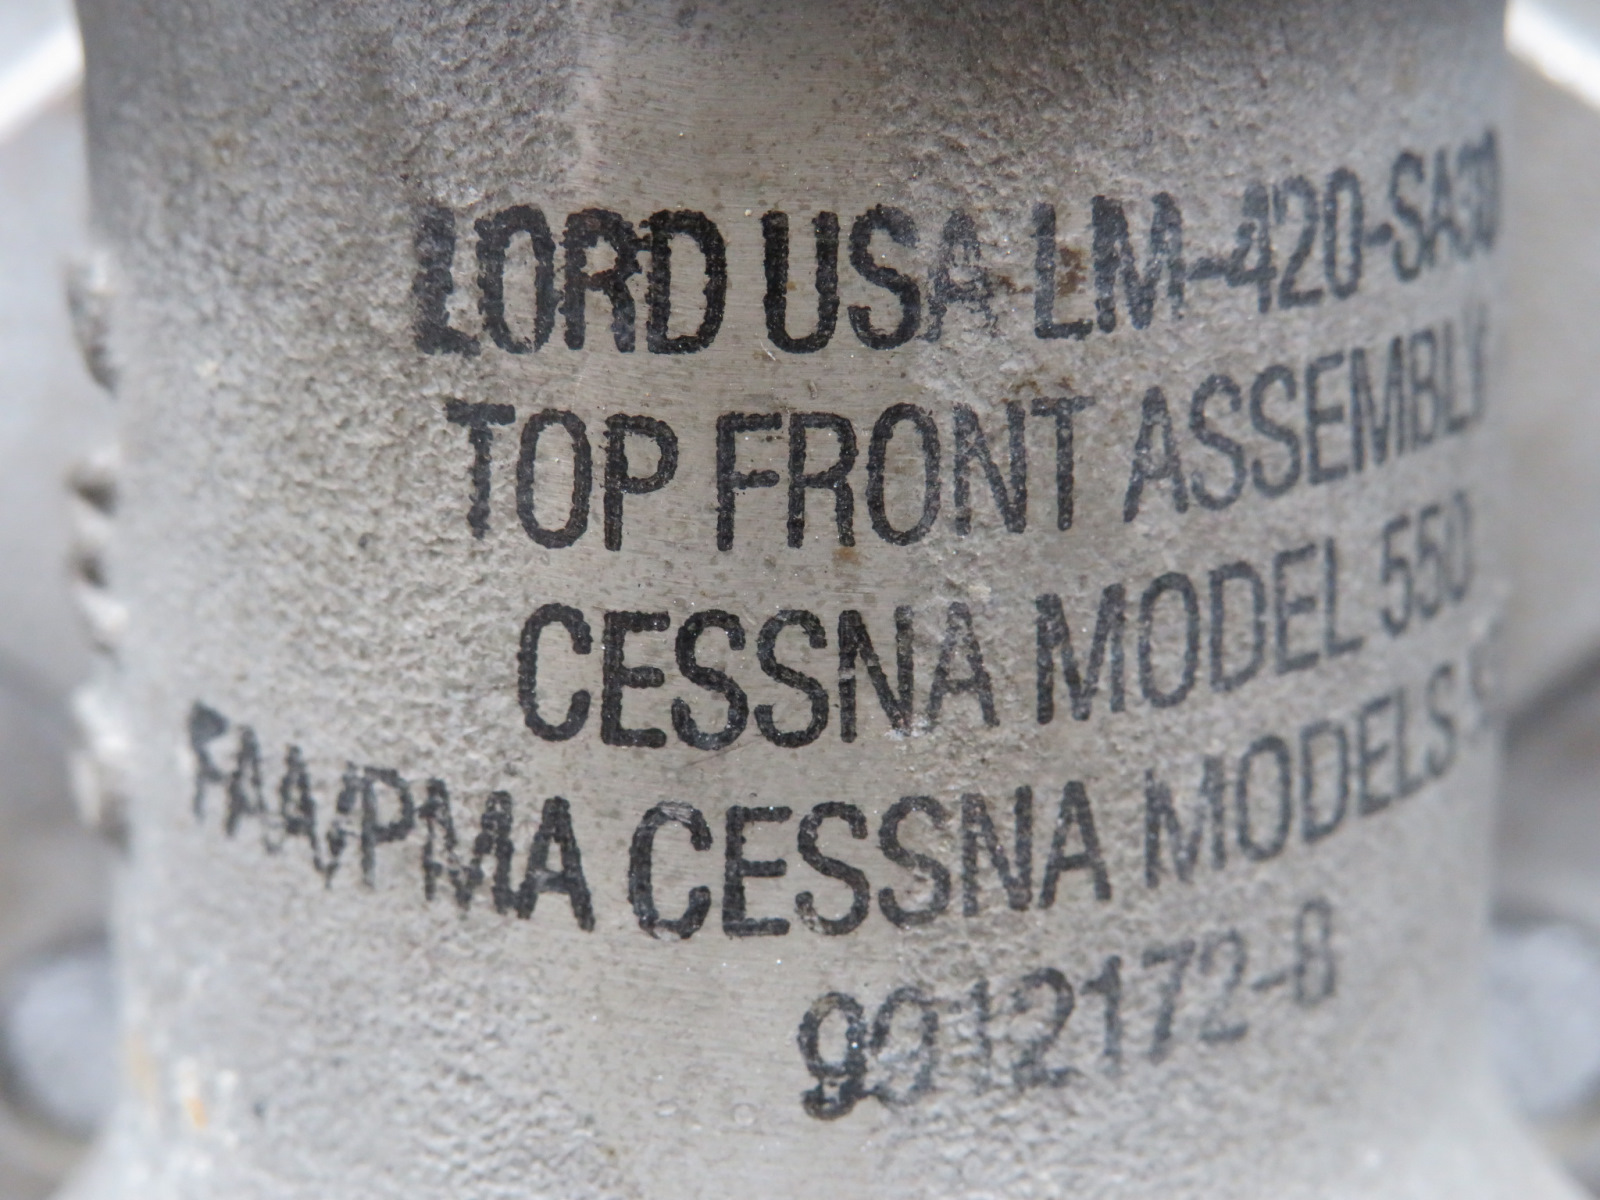 LORD USA LM-420-SA30
TOP FRONT ASSEMBLY
CESSNA MODEL 550
FAA/PMA CESSNA MODELS
9912172-8